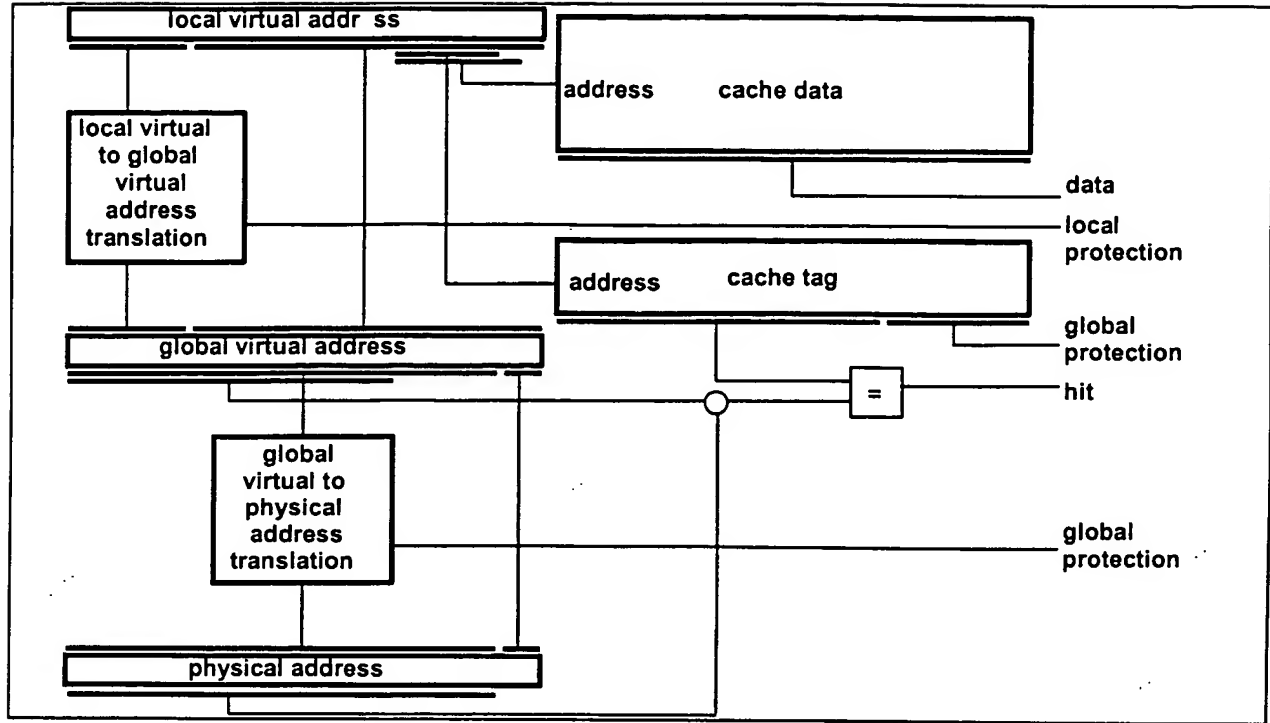 local virtual addr ss
address cache data
local virtual
to global
virtual
address
translation
data
local
protection
address cache tag
global virtual address
global
protection
=
hit
global
virtual to
physical
address
translation
global
protection
physical address